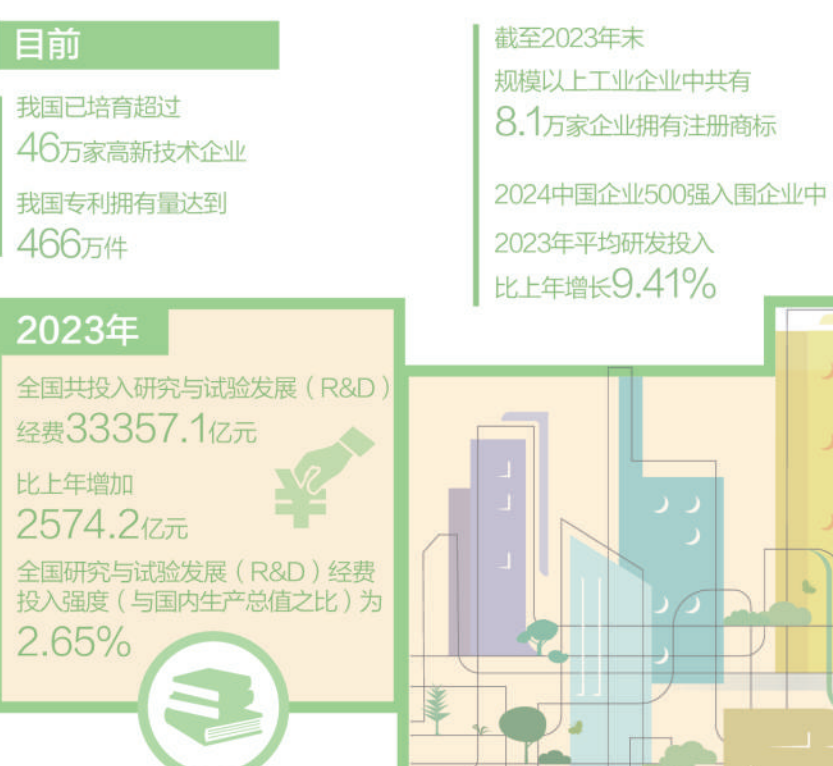 目前
我国已培育超过
46万家高新技术企业
我国专利拥有量达到
466万件
截至2023年末
规模以上工业企业中共有
8.1万家企业拥有注册商标
2024中国企业500强入围企业中
2023年平均研发投入
比上年增长9.41%
2023年
全国共投入研究与试验发展（R&D）
经费33357.1亿元
比上年增加
2574.2亿元
全国研究与试验发展（R&D）经费
投入强度（与国内生产总值之比）为
2.65%